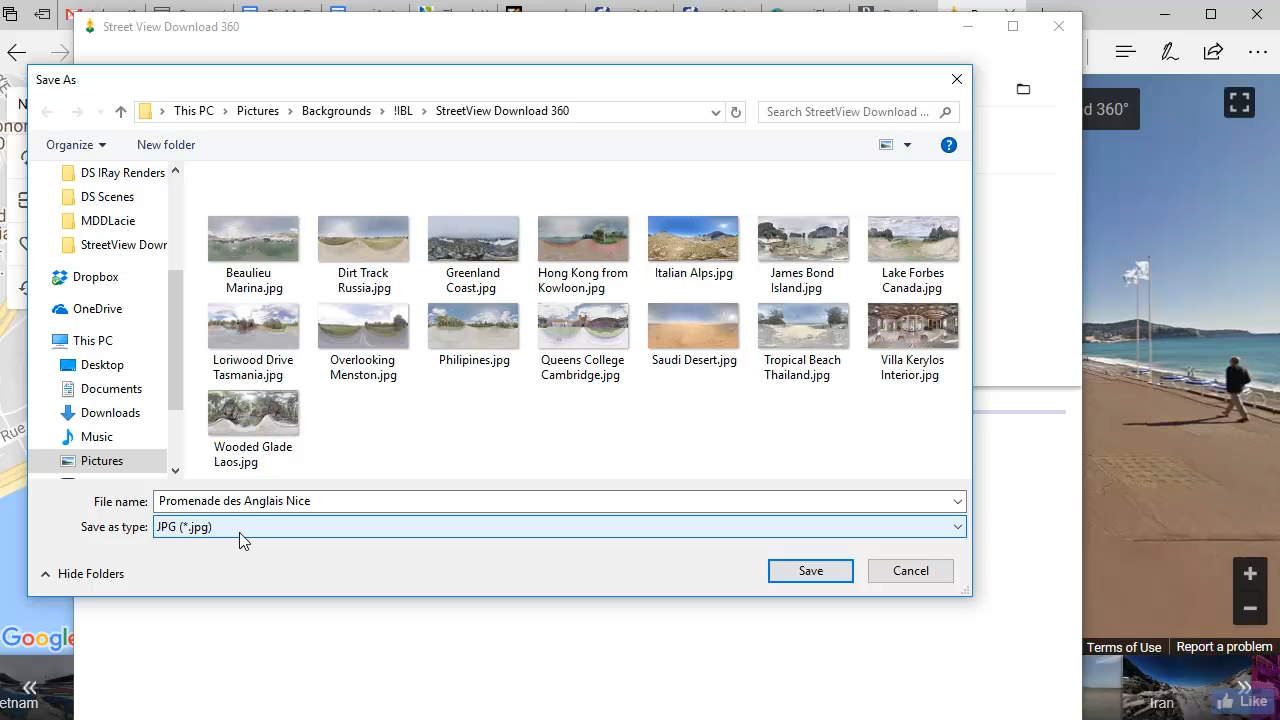 Street View Download 360
Save As
This PC
Pictures
Backgrounds
!IBL
StreetView Download 360
Search StreetView Download ...
Organize
New folder
DS IRay Renders
DS Scenes
MDDLacie
StreetView Down
Dropbox
OneDrive
This PC
Desktop
Documents
Downloads
Music
Pictures
Beaulieu
Marina.jpg
Dirt Track
Russia.jpg
Greenland
Coast.jpg
Hong Kong from
Kowloon.jpg
Italian Alps.jpg
James Bond
Island.jpg
Lake Forbes
Canada.jpg
Loriwood Drive
Tasmania.jpg
Overlooking
Menston.jpg
Philipines.jpg
Queens College
Cambridge.jpg
Saudi Desert.jpg
Tropical Beach
Thailand.jpg
Villa Kerylos
Interior.jpg
Wooded Glade
Laos.jpg
File name: Promenade des Anglais Nice
Save as type: JPG (*.jpg)
Hide Folders
Save
Cancel
ed 360°
Rue
Google
Terms of Use
Report a problem
etnam
Iran
Like